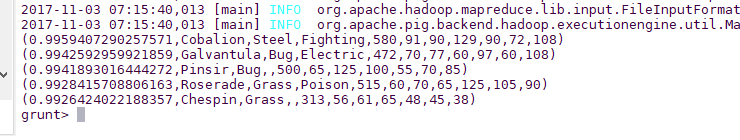 2017-11-03 07:15:40,013 [main] INFO  org.apache.hadoop.mapreduce.lib.input.FileInputFormat
2017-11-03 07:15:40,013 [main] INFO  org.apache.pig.backend.hadoop.executionengine.util.Ma
(0.9959407290257571,Cobalion,Steel,Fighting,580,91,90,129,90,72,108)
(0.9942592959921859,Galvantula,Bug,Electric,472,70,77,60,97,60,108)
(0.9941893016444272,Pinsir,Bug,,500,65,125,100,55,70,85)
(0.9928415708806163,Roserade,Grass,Poison,515,60,70,65,125,105,90)
(0.9926424022188357,Chespin,Grass,,313,56,61,65,48,45,38)
grunt>